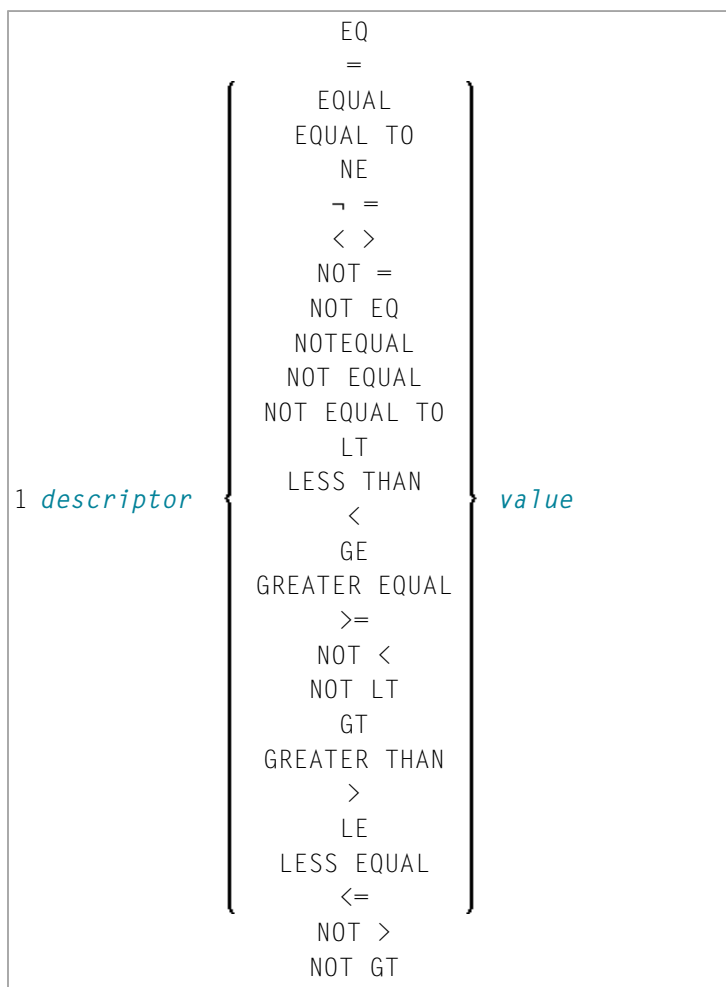 EQ
=
EQUAL
EQUAL TO
NE
¬ =
< >
NOT =
NOT EQ
NOTEQUAL
NOT EQUAL
NOT EQUAL TO
LT
LESS THAN
1 descriptor value
<
GE
GREATER EQUAL
>=
NOT <
NOT LT
GT
GREATER THAN
>
LE
LESS EQUAL
<=
NOT >
NOT GT